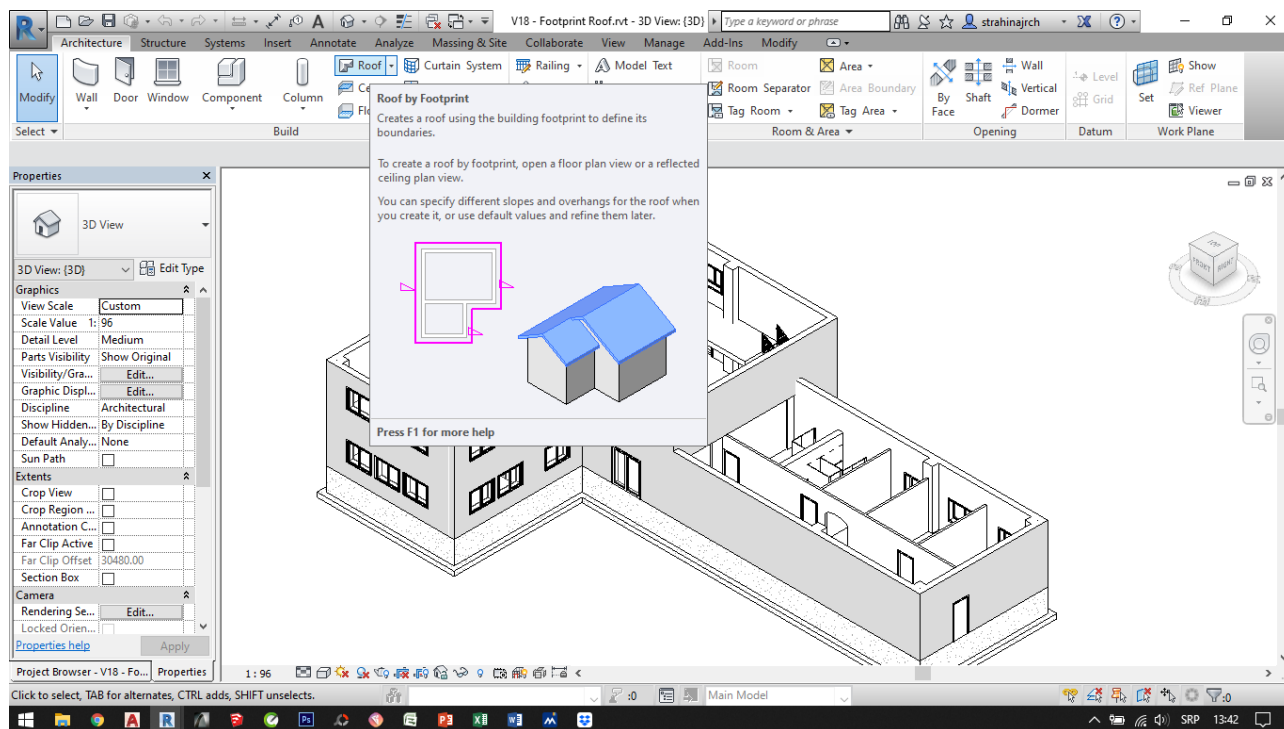 V18 - Footprint Roof.rvt - 3D View: {3D}
Type a keyword or phrase
strahinajrch
Architecture Structure Systems Insert Annotate Analyze Massing & Site Collaborate View Manage Add-Ins Modify
Modify
Wall
Door
Window
Component
Column
Roof
Curtain System
Railing
Model Text
Room
Room Separator
Tag Room
Area
Area Boundary
Tag Area
By
Face
Shaft
Wall
Vertical
Dormer
Level
Grid
Set
Show
Ref Plane
Viewer
Select
Build
Room & Area
Opening
Datum
Work Plane
Roof by Footprint
Creates a roof using the building footprint to define its
boundaries.
To create a roof by footprint, open a floor plan view or a reflected
ceiling plan view.
You can specify different slopes and overhangs for the roof when
you create it, or use default values and refine them later.
Press F1 for more help
Properties
3D View
3D View: {3D}
Edit Type
Graphics
View Scale Custom
Scale Value 1: 96
Detail Level Medium
Parts Visibility Show Original
Visibility/Gra... Edit...
Graphic Displ... Edit...
Discipline Architectural
Show Hidden... By Discipline
Default Analy... None
Sun Path
Extents
Crop View
Crop Region ...
Annotation C...
Far Clip Active
Far Clip Offset 30480.00
Section Box
Camera
Rendering Se... Edit...
Locked Orien...
Properties help
Apply
Project Browser - V18 - Fo...
Properties
TOP
FRONT
RIGHT
1 : 96
Click to select, TAB for alternates, CTRL adds, SHIFT unselects.
:0
Main Model
:0
SRP
13:42